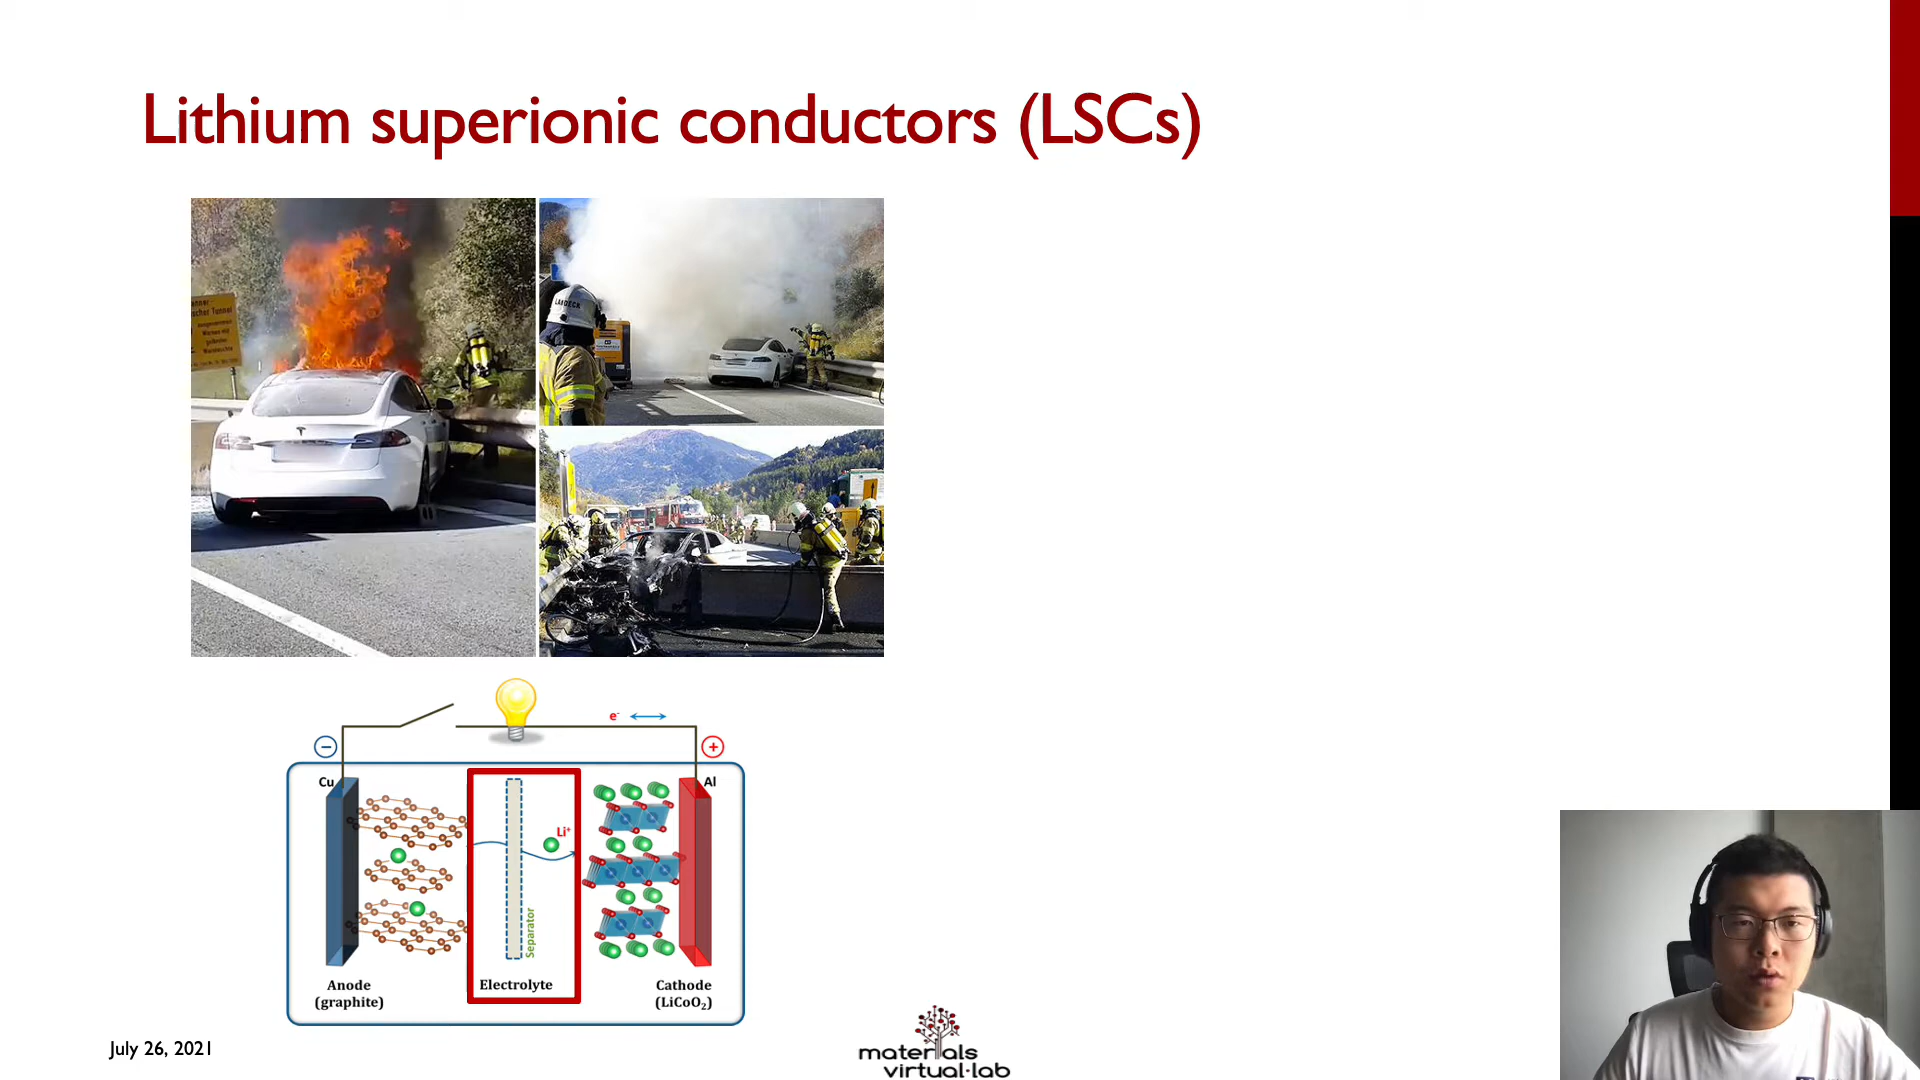 Lithium superionic conductors (LSCs)
LANDECK
e-
−
+
Cu
Al
Li+
Separator
Anode
(graphite)
Electrolyte
Cathode
(LiCoO2)
July 26, 2021
materials
virtual·lab